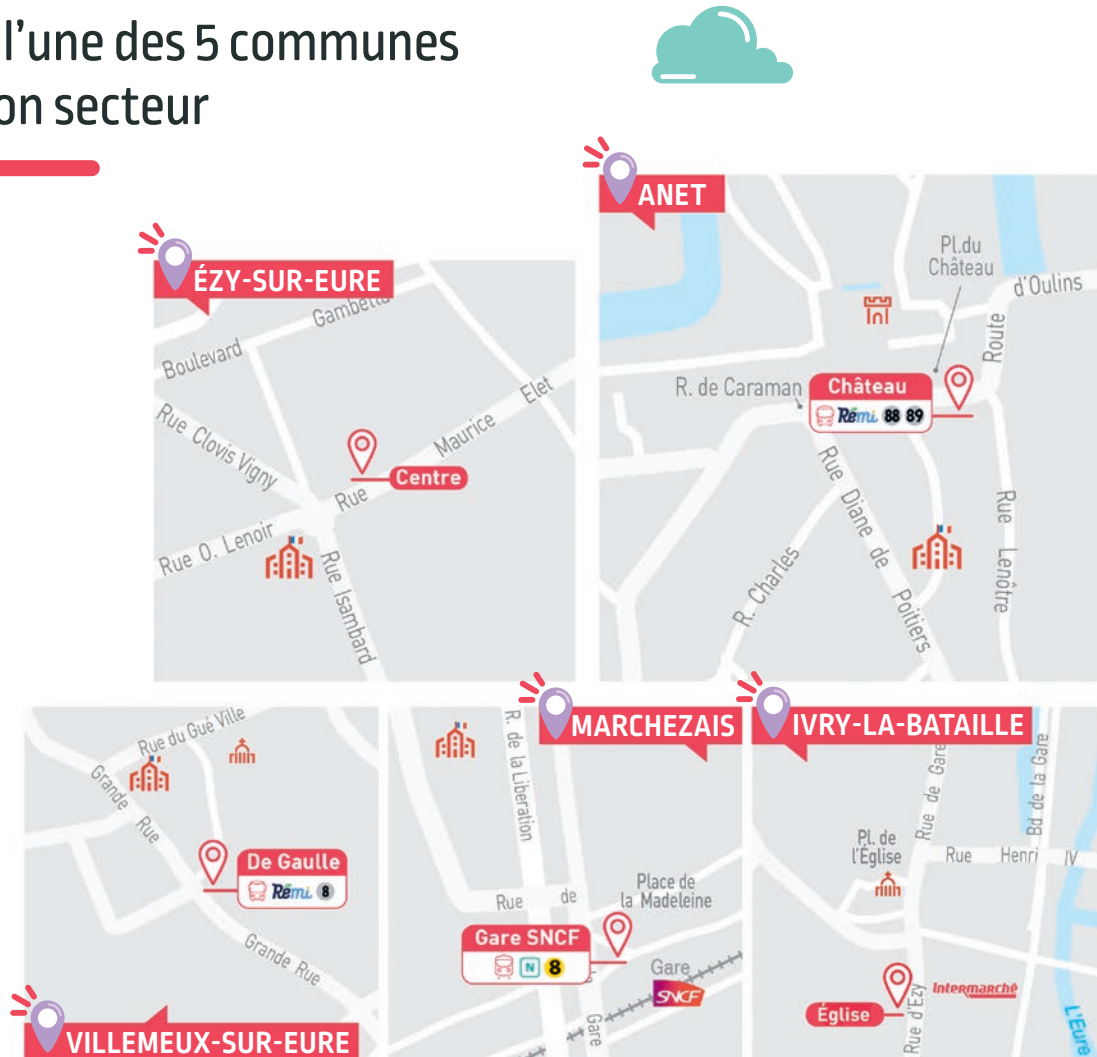 l'une des 5 communes
on secteur
ANET
Pl.du
Château
d'Oulins
Route
R. de Caraman
Château
Rémi 88 89
Rue Diane de Poitiers
R. Charles
Rue Lenôtre
ÉZY-SUR-EURE
Boulevard Gambetta
Rue Clovis Vigny
Rue Maurice Elet
Centre
Rue O. Lenoir
Rue Isambard
VILLEMEUX-SUR-EURE
Rue du Gué Ville
Grande Rue
De Gaulle
Rémi 8
Grande Rue
MARCHEZAIS
R. de la Liberation
Rue de
Place de
la Madeleine
Gare SNCF
N 8
Gare
SNCF
Gare
IVRY-LA-BATAILLE
Rue de Gare
Bd de la Gare
Pl. de
l'Église
Rue Henri IV
Intermarché
Église
Rue d'Ezy
L'Eure